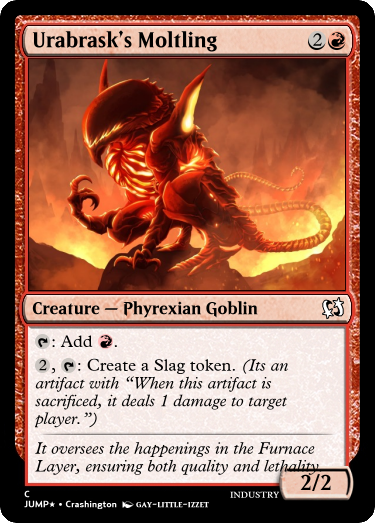 Urabrask's Moltling 2
Creature — Phyrexian Goblin
: Add .
2, : Create a Slag token. (Its an
artifact with “When this artifact is
sacrificed, it deals 1 damage to target
player.”)
It oversees the happenings in the Furnace
Layer, ensuring both quality and lethality.
2/2
C
INDUSTRY
JUMP★ • Crashington GAY-LITTLE-IZZET